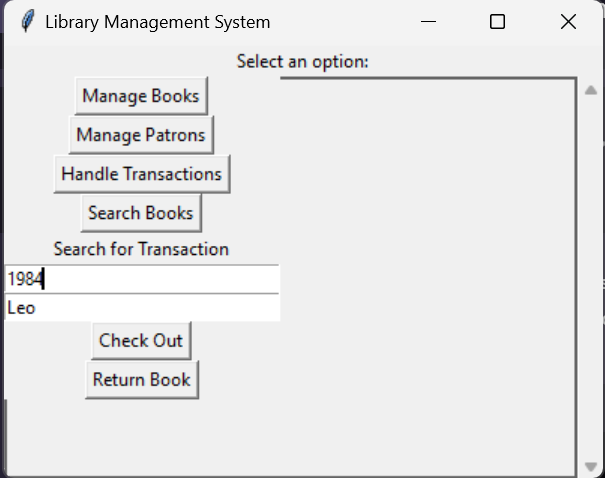 Library Management System
Select an option:
Manage Books
Manage Patrons
Handle Transactions
Search Books
Search for Transaction
1984
Leo
Check Out
Return Book